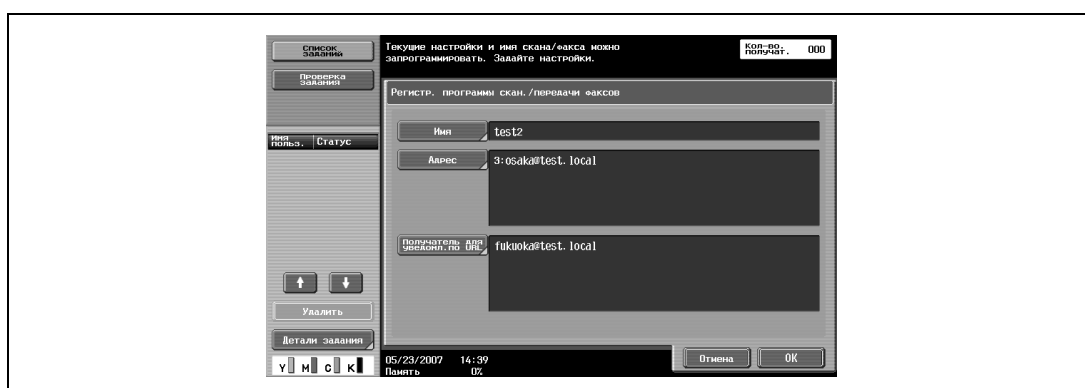 Список
заданий
Проверка
задания
Имя
польз.
Статус
Удалить
Детали задания
Y M C K
Текущие настройки и имя скана/факса можно
запрограммировать. Задайте настройки.
Кол-во.
получат.
000
Регистр. программы скан./передачи факсов
Имя
test2
Адрес
3:osaka@test.local
Получатель для
уведомл.по URL
fukuoka@test.local
05/23/2007 14:39
Память 0%
Отмена
OK